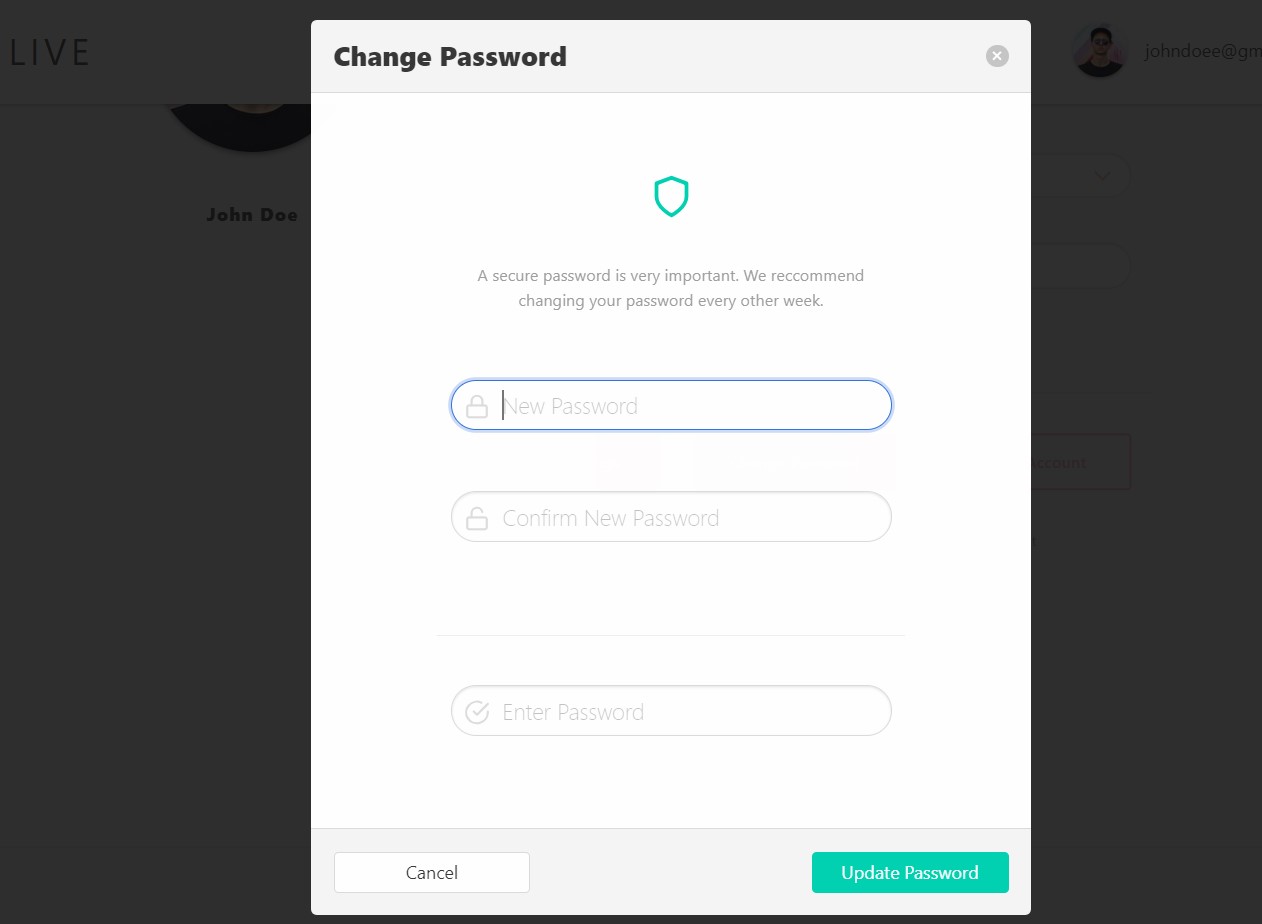 LIVE
Change Password
johndoee@gm
John Doe
A secure password is very important. We reccommend
changing your password every other week.
New Password
Confirm New Password
Enter Password
Cancel
Update Password